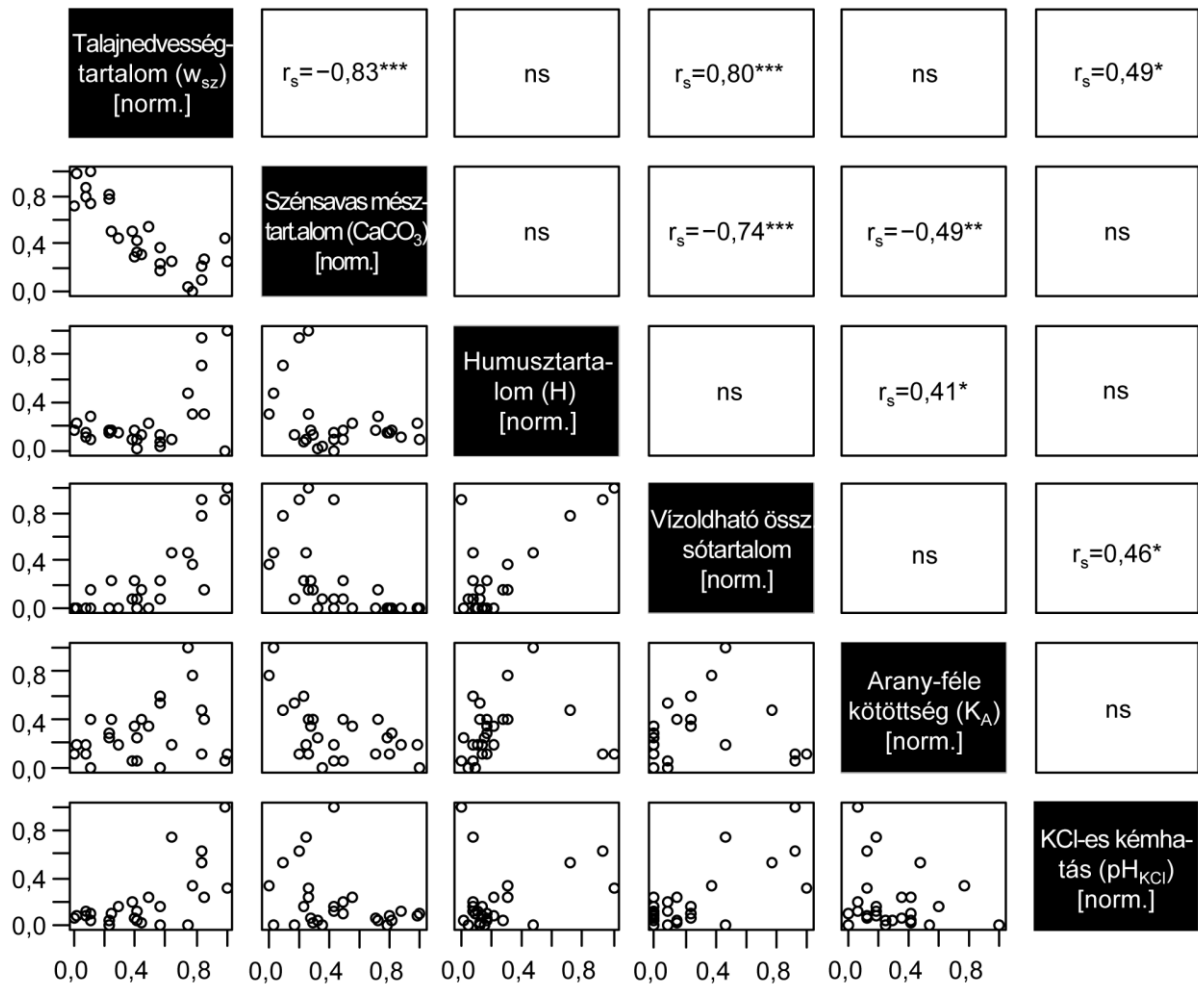 Talajnedvesség-
tartalom (wsz)
[norm.]
rs=−0,83***
ns
rs=0,80***
ns
rs=0,49*
0,8
0,4
0,0
Szénsavas mész-
tart.alom (CaCO3)
[norm.]
ns
rs=−0,74***
rs=−0,49**
ns
0,8
0,4
0,0
Humusztarta-
lom (H)
[norm.]
ns
rs=0,41*
ns
0,8
0,4
0,0
Vízoldható össz.
sótartalom
[norm.]
ns
rs=0,46*
0,8
0,4
0,0
Arany-féle
kötöttség (KA)
[norm.]
ns
0,8
0,4
0,0
KCl-es kémha-
tás (pHKCl)
[norm.]
0,0 0,4 0,8 0,0 0,4 0,8 0,0 0,4 0,8 0,0 0,4 0,8 0,0 0,4 0,8